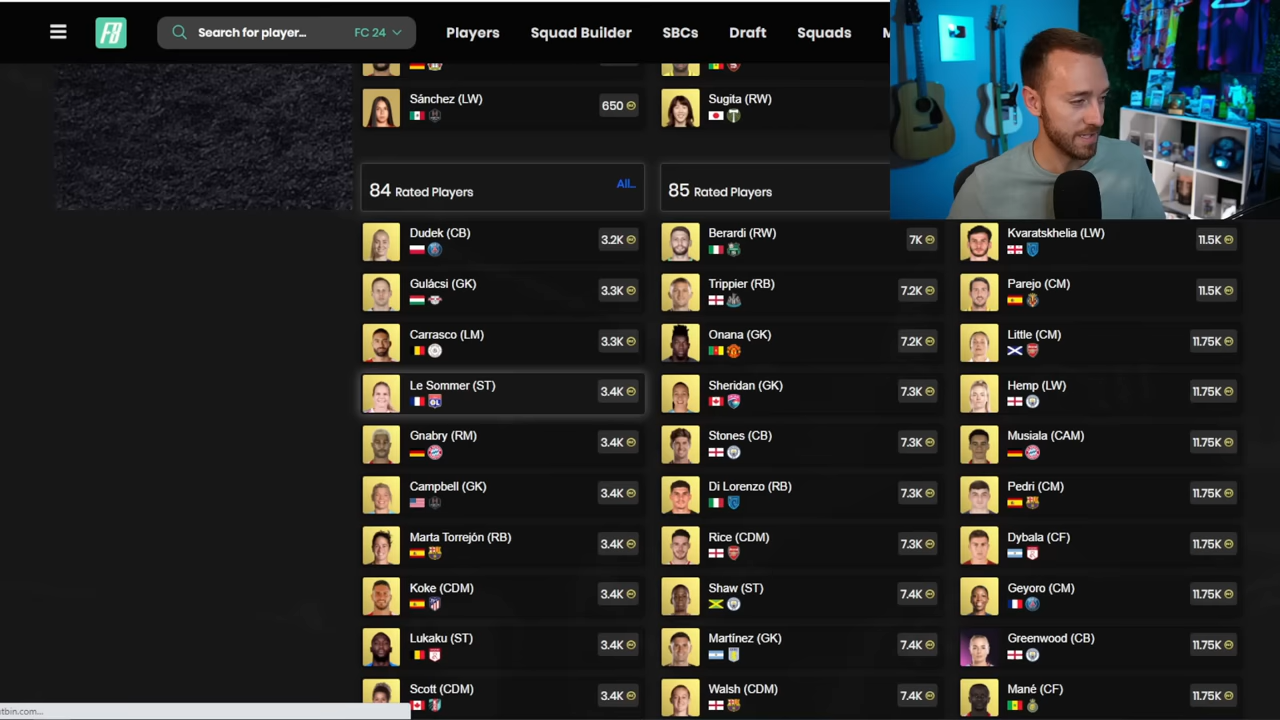 FB
Search for player...
FC 24
Players
Squad Builder
SBCs
Draft
Squads
Sánchez (LW)
650
Sugita (RW)
84 Rated Players
All..
85 Rated Players
Dudek (CB)
3.2K
Berardi (RW)
7K
Kvaratskhelia (LW)
11.5K
Gulácsi (GK)
3.3K
Trippier (RB)
7.2K
Parejo (CM)
11.5K
Carrasco (LM)
3.3K
Onana (GK)
7.2K
Little (CM)
11.75K
Le Sommer (ST)
3.4K
Sheridan (GK)
7.3K
Hemp (LW)
11.75K
Gnabry (RM)
3.4K
Stones (CB)
7.3K
Musiala (CAM)
11.75K
Campbell (GK)
3.4K
Di Lorenzo (RB)
7.3K
Pedri (CM)
11.75K
Marta Torrejón (RB)
3.4K
Rice (CDM)
7.3K
Dybala (CF)
11.75K
Koke (CDM)
3.4K
Shaw (ST)
7.4K
Geyoro (CM)
11.75K
Lukaku (ST)
3.4K
Martínez (GK)
7.4K
Greenwood (CB)
11.75K
Scott (CDM)
3.4K
Walsh (CDM)
7.4K
Mané (CF)
11.75K
tbin.com...